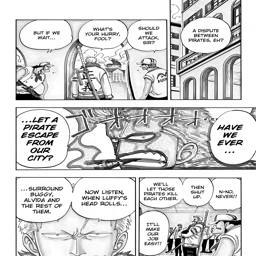 A DISPUTE
BETWEEN
PIRATES, EH?
SHOULD
WE
ATTACK,
SIR?
WHAT'S
YOUR HURRY,
FOOL?
BUT IF WE
WAIT...
HAVE
WE
EVER
...
...LET A
PIRATE
ESCAPE
FROM
OUR
CITY?
N-NO,
NEVER!!
THEN
SHUT
UP.
WE'LL
LET THOSE
PIRATES KILL
EACH OTHER.
IT'LL
MAKE
OUR
JOB
EASY!!
NOW LISTEN,
WHEN LUFFY'S
HEAD ROLLS...
...SURROUND
BUGGY,
ALVIDA AND
THE REST OF
THEM.